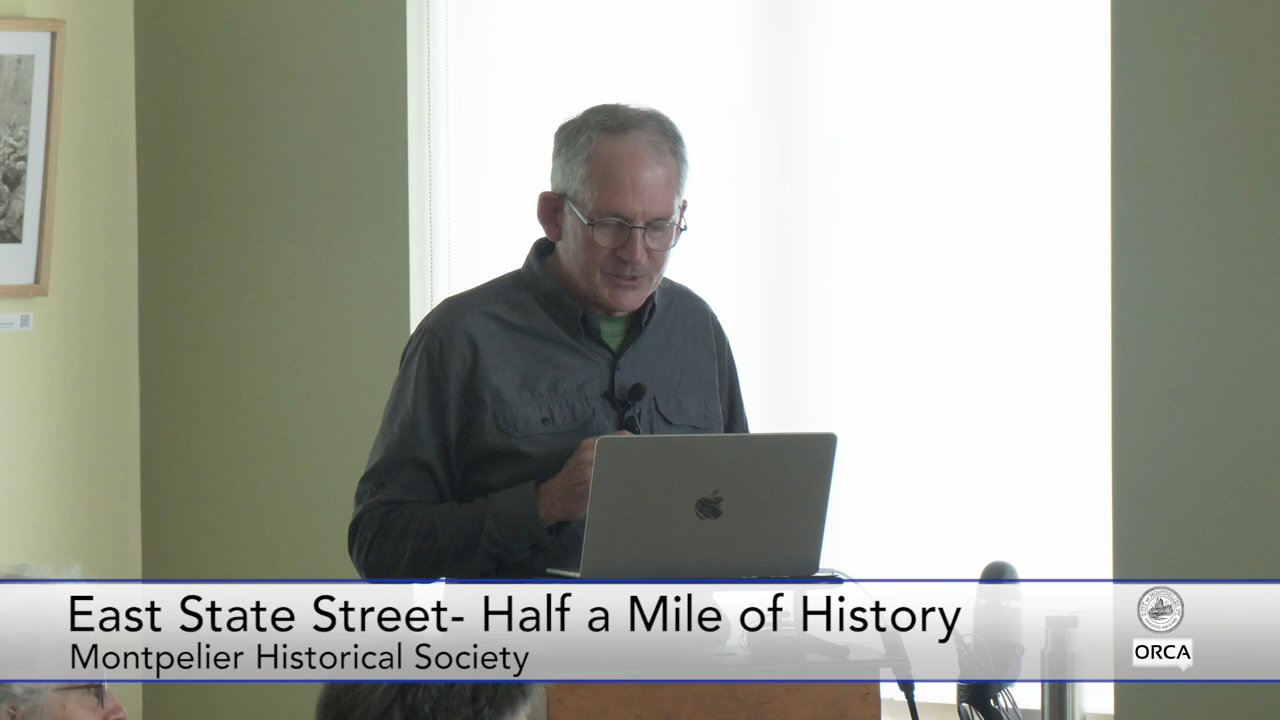 East State Street- Half a Mile of History
Montpelier Historical Society
ORCA